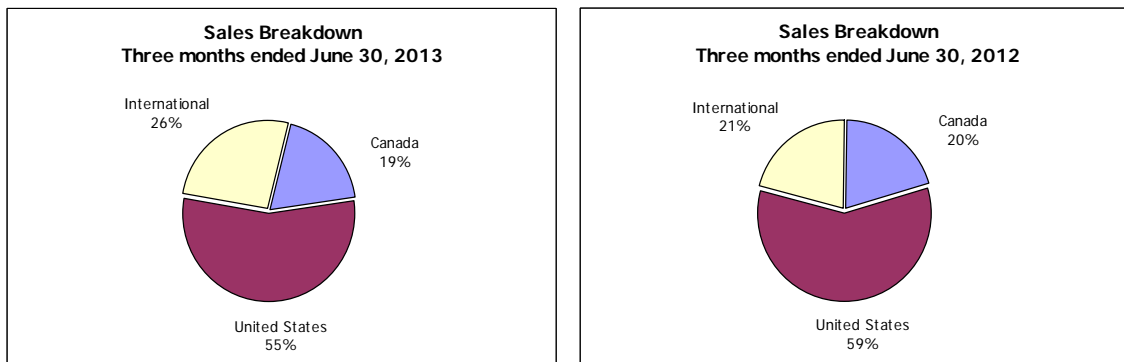 Sales Breakdown
Three months ended June 30, 2013
International
26%
Canada
19%
United States
55%
Sales Breakdown
Three months ended June 30, 2012
International
21%
Canada
20%
United States
59%